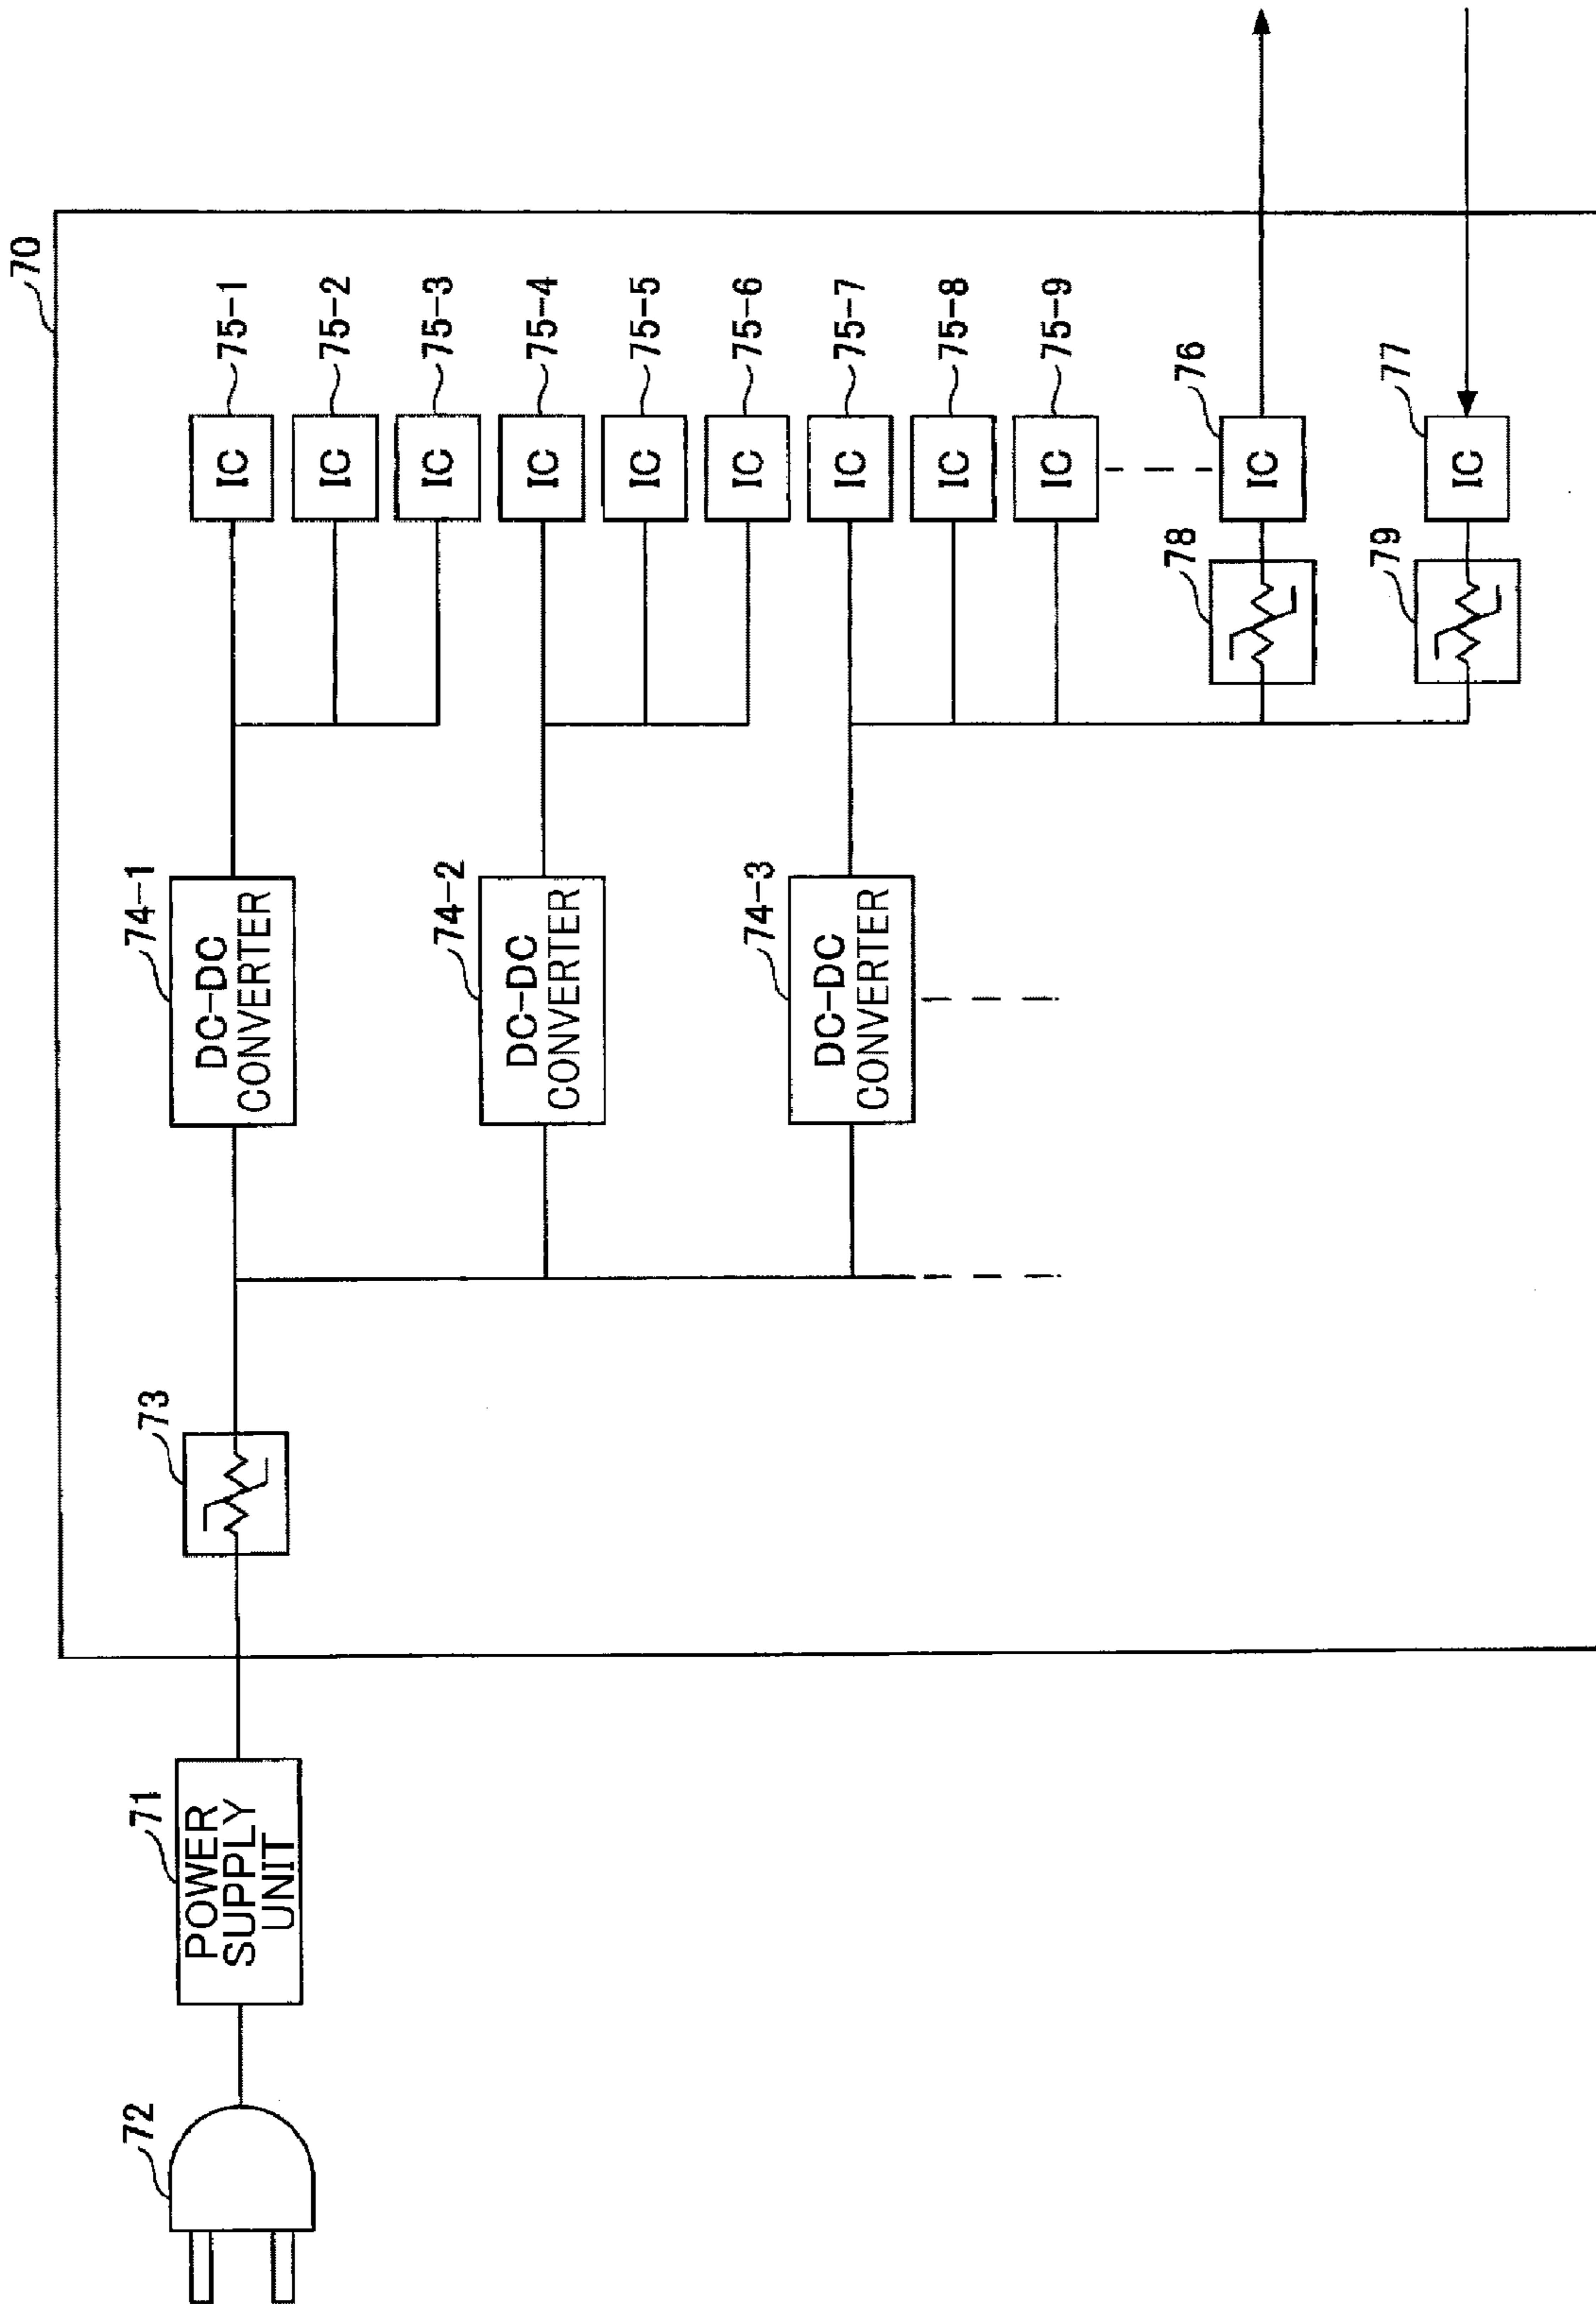 70
72
71
POWER
SUPPLY
UNIT
73
74-1
DC-DC
CONVERTER
74-2
DC-DC
CONVERTER
74-3
DC-DC
CONVERTER
IC
75-1
IC
75-2
IC
75-3
IC
75-4
IC
75-5
IC
75-6
IC
75-7
IC
75-8
IC
75-9
78
IC
76
79
IC
77